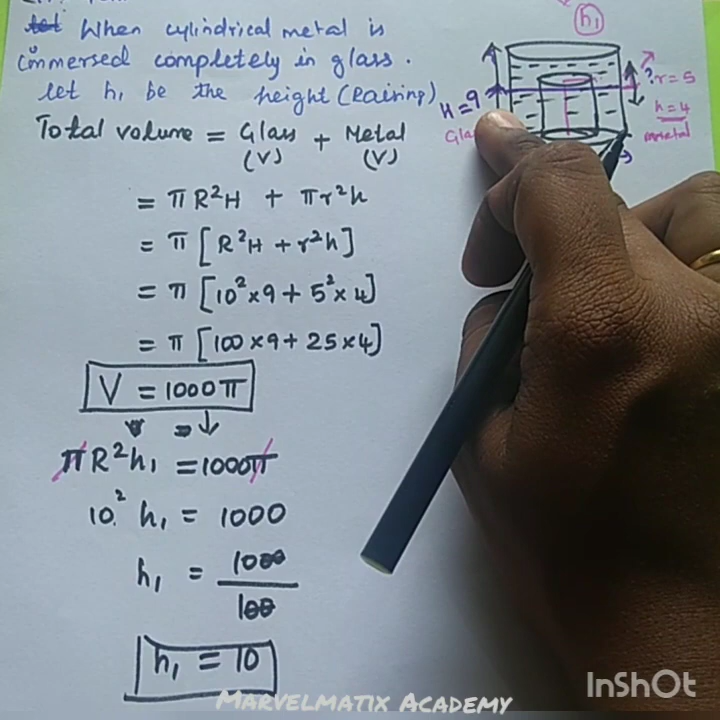 When cylindrical metal is
immersed completely in glass.
let h₁ be the height (Raising)
Total volume = Glass (V) + Metal (V)
= πR²H + πr²h
= π[R²H + r²h]
= π[10² × 9 + 5² × 4]
= π[100 × 9 + 25 × 4]
V = 1000π
πR²h₁ = 1000π
10² h₁ = 1000
h₁ = 1000/100
h₁ = 10
h₁
H = 9
?
r = 5
h = 4
metal
MARVELMATIX ACADEMY
InShOt